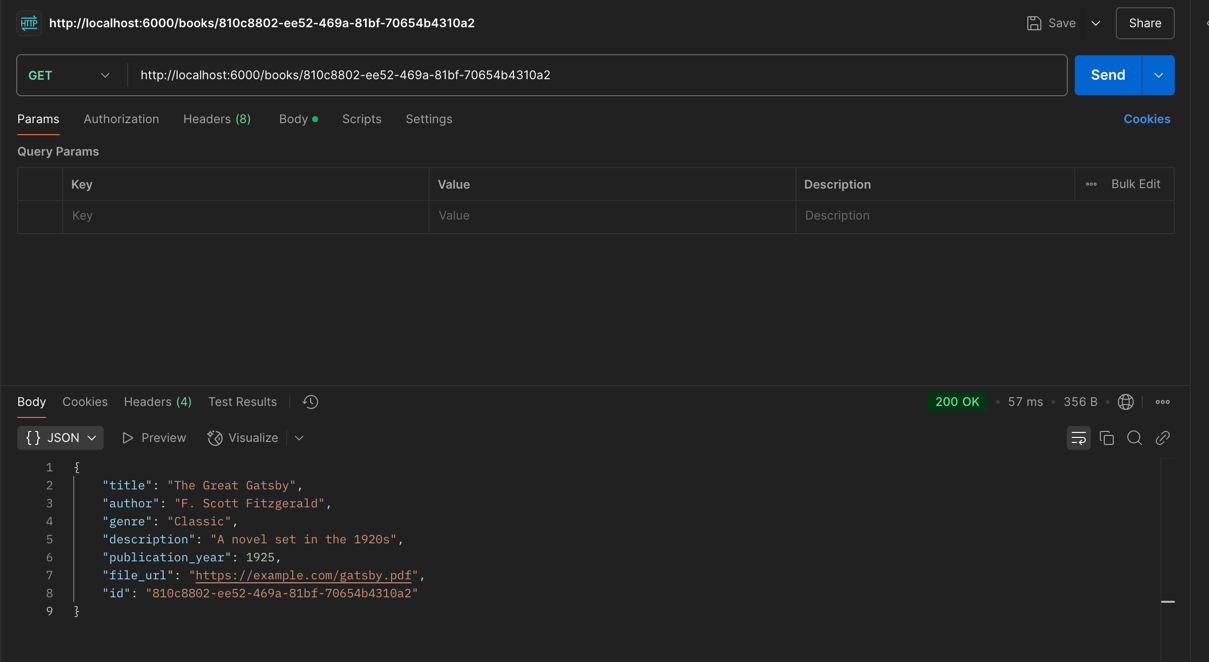 HTTP http://localhost:6000/books/810c8802-ee52-469a-81bf-70654b4310a2 Save Share
GET http://localhost:6000/books/810c8802-ee52-469a-81bf-70654b4310a2 Send
Params Authorization Headers (8) Body Scripts Settings Cookies
Query Params
Key Value Description Bulk Edit
Key Value Description
Body Cookies Headers (4) Test Results 200 OK • 57 ms • 356 B •
{} JSON Preview Visualize
1 {
2 "title": "The Great Gatsby",
3 "author": "F. Scott Fitzgerald",
4 "genre": "Classic",
5 "description": "A novel set in the 1920s",
6 "publication_year": 1925,
7 "file_url": "https://example.com/gatsby.pdf",
8 "id": "810c8802-ee52-469a-81bf-70654b4310a2"
9 }